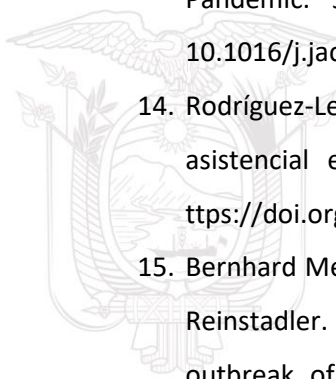 Pandemic.
10.1016/j.jac
14. Rodríguez-Le
asistencial e
ttps://doi.org
15. Bernhard Me
Reinstadler.
outbreak of